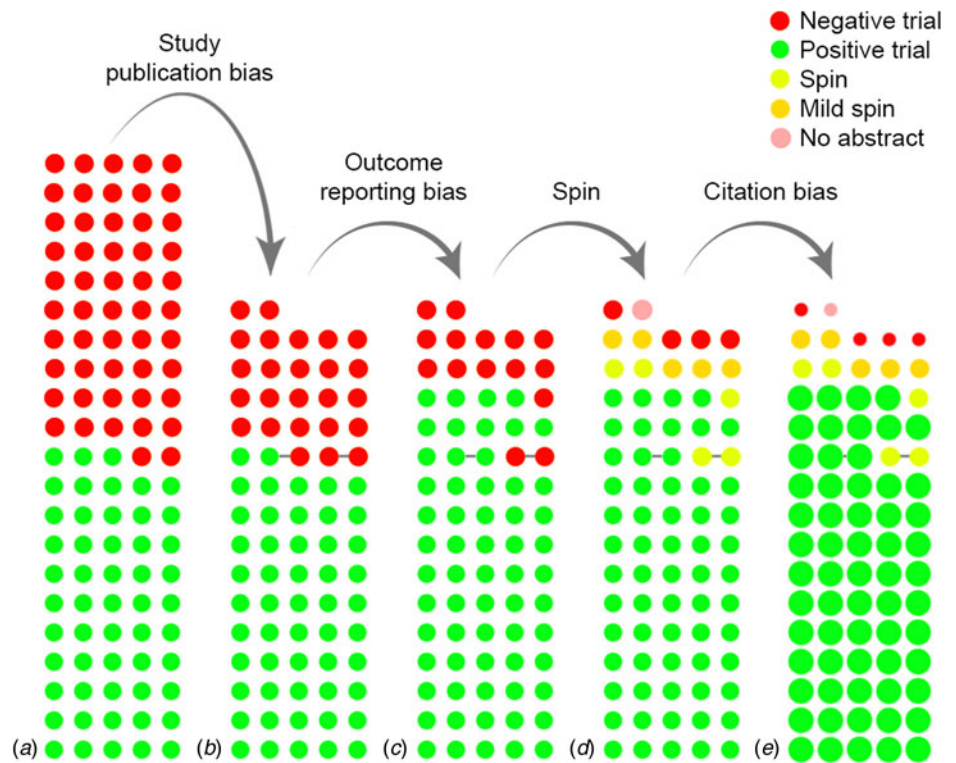 Negative trial
Positive trial
Spin
Mild spin
No abstract
Study
publication bias
Outcome
reporting bias
Spin
Citation bias
(a)
(b)
(c)
(d)
(e)